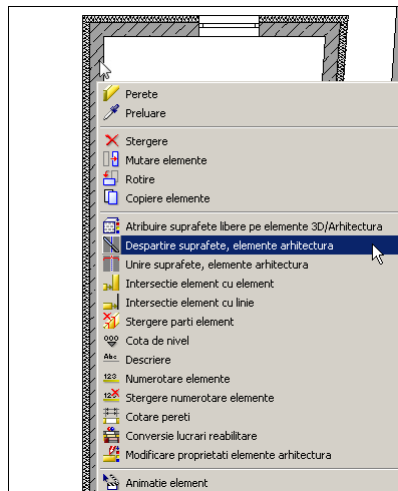 Perete
Preluare
Stergere
Mutare elemente
Rotire
Copiere elemente
Atribuire suprafete libere pe elemente 3D/Arhitectura
Despartire suprafete, elemente arhitectura
Unire suprafete, elemente arhitectura
Intersectie element cu element
Intersectie element cu linie
Stergere parti element
Cota de nivel
Abc Descriere
123 Numerotare elemente
Stergere numerotare elemente
Cotare pereti
Conversie lucrari reabilitare
Modificare proprietati elemente arhitectura
Animatie element